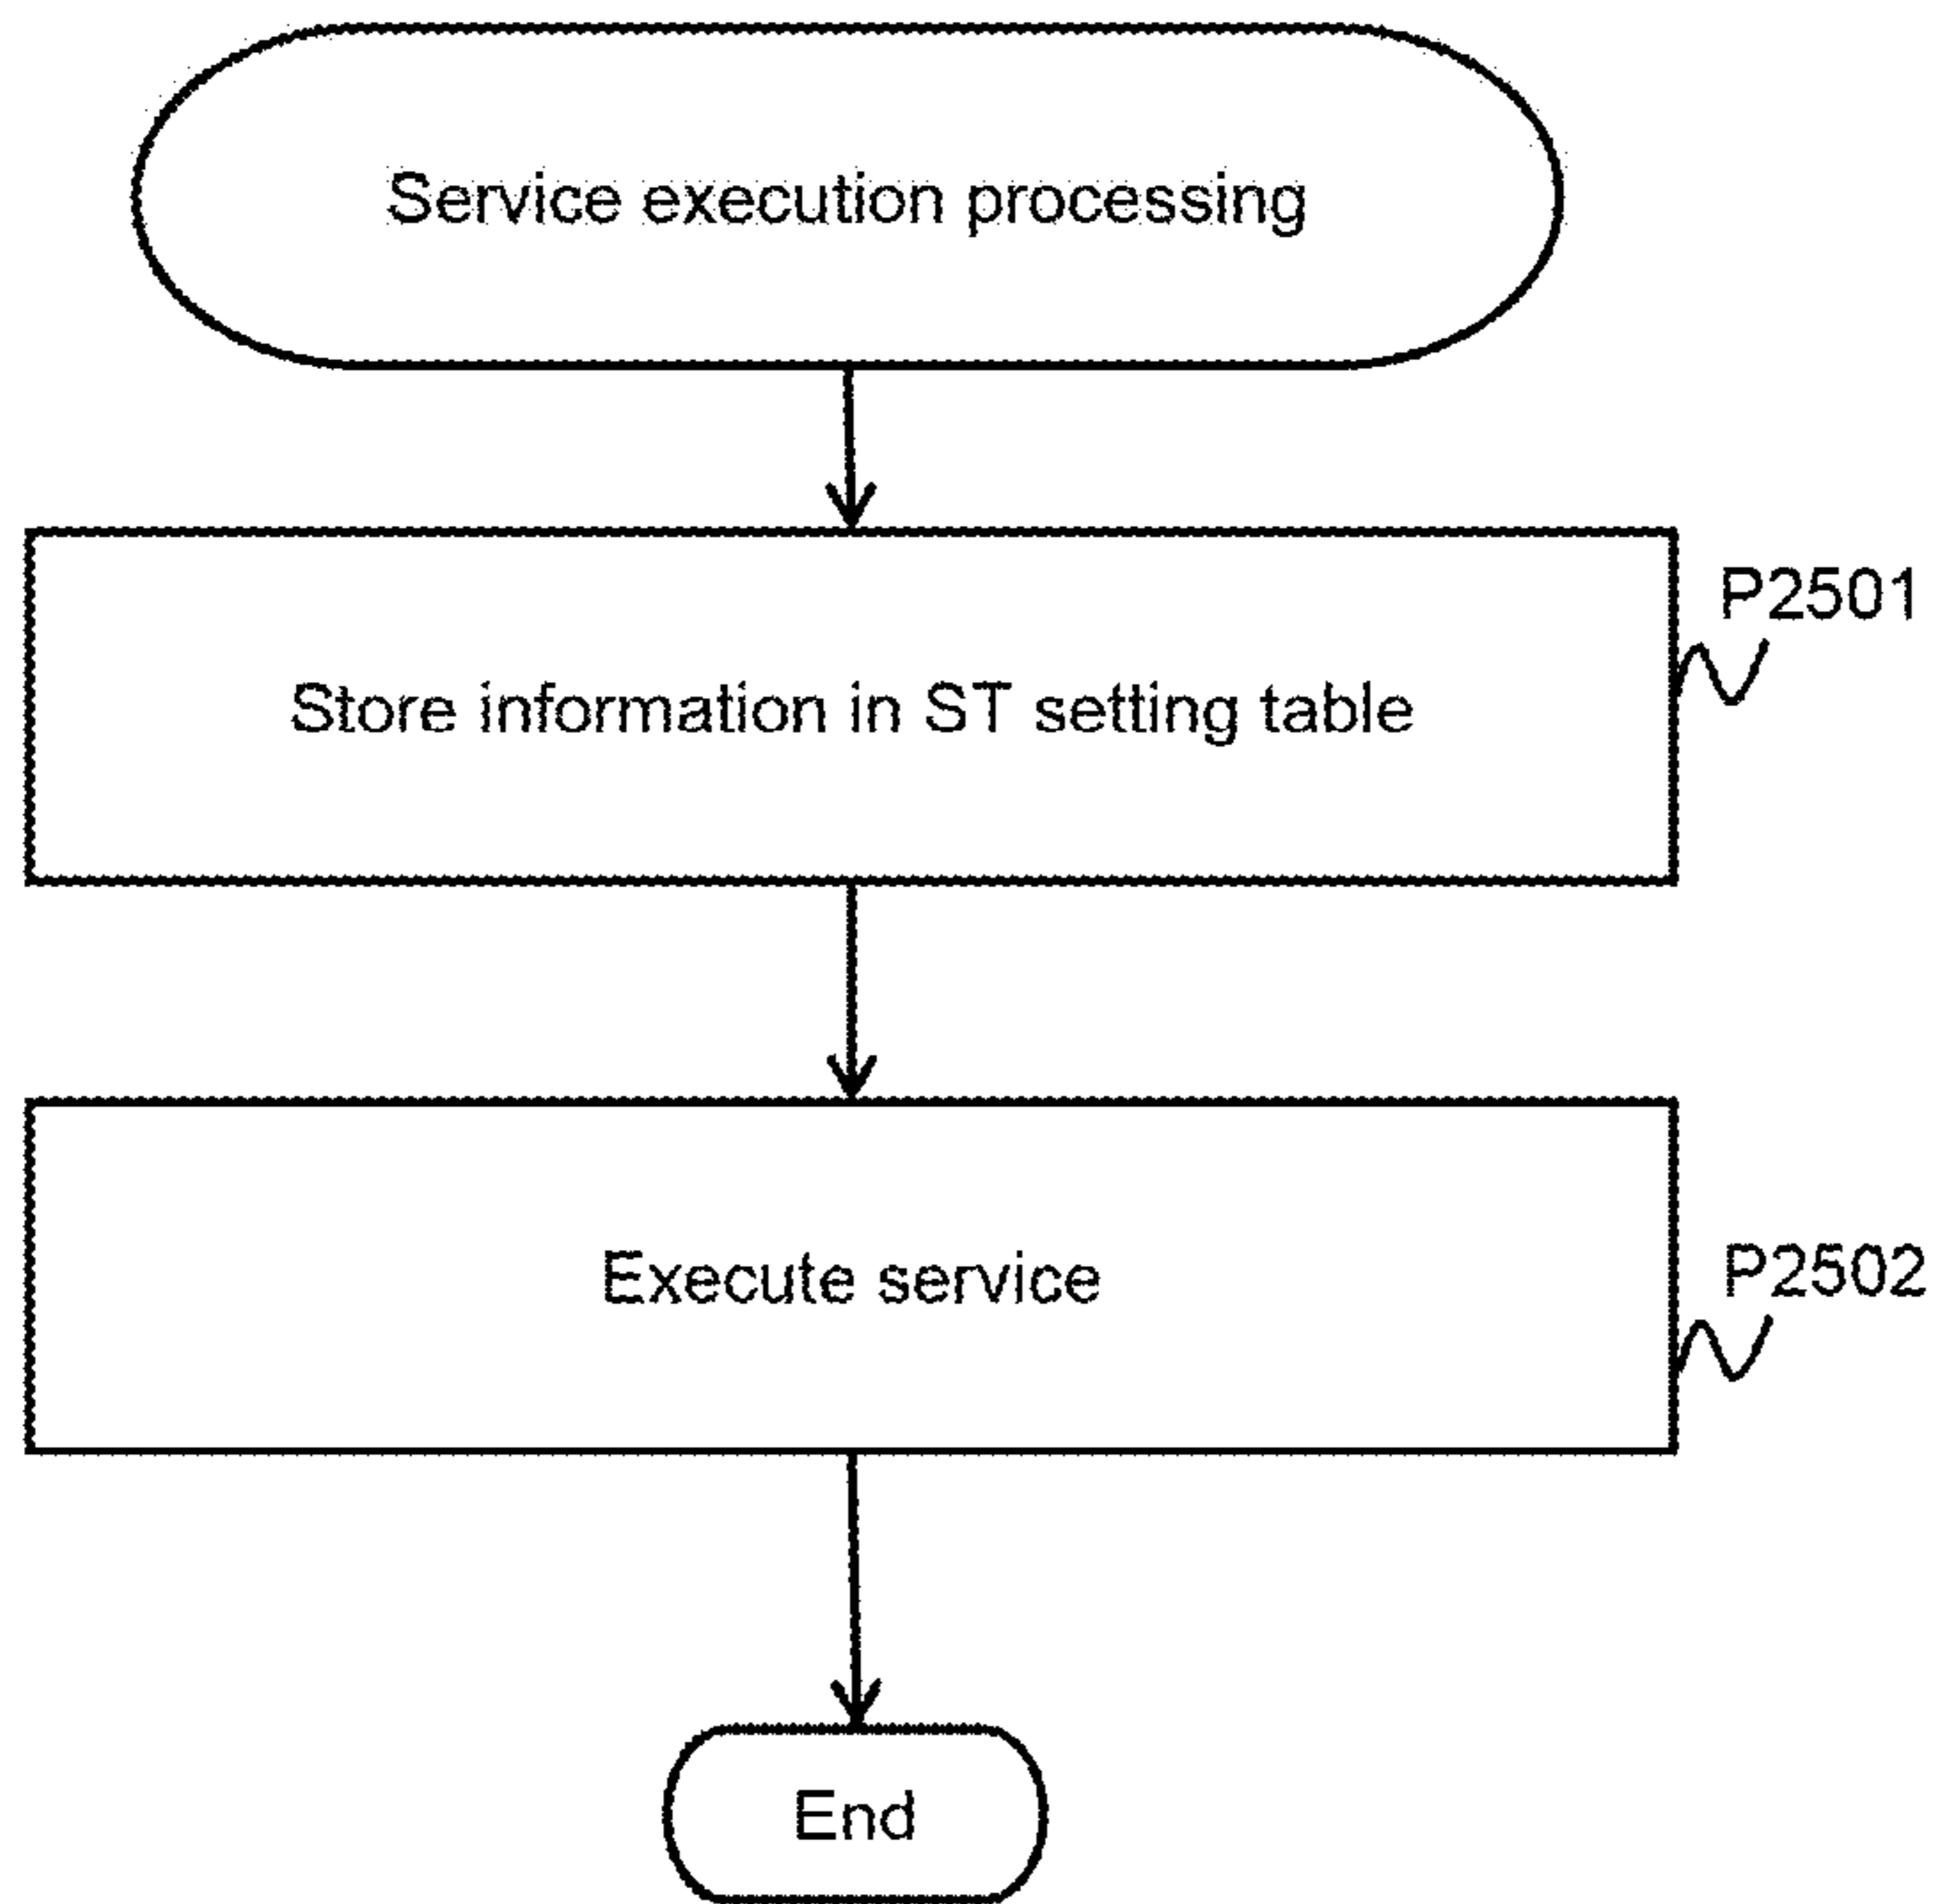 Service execution processing
P2501
Store information in ST setting table
P2502
Execute service
End